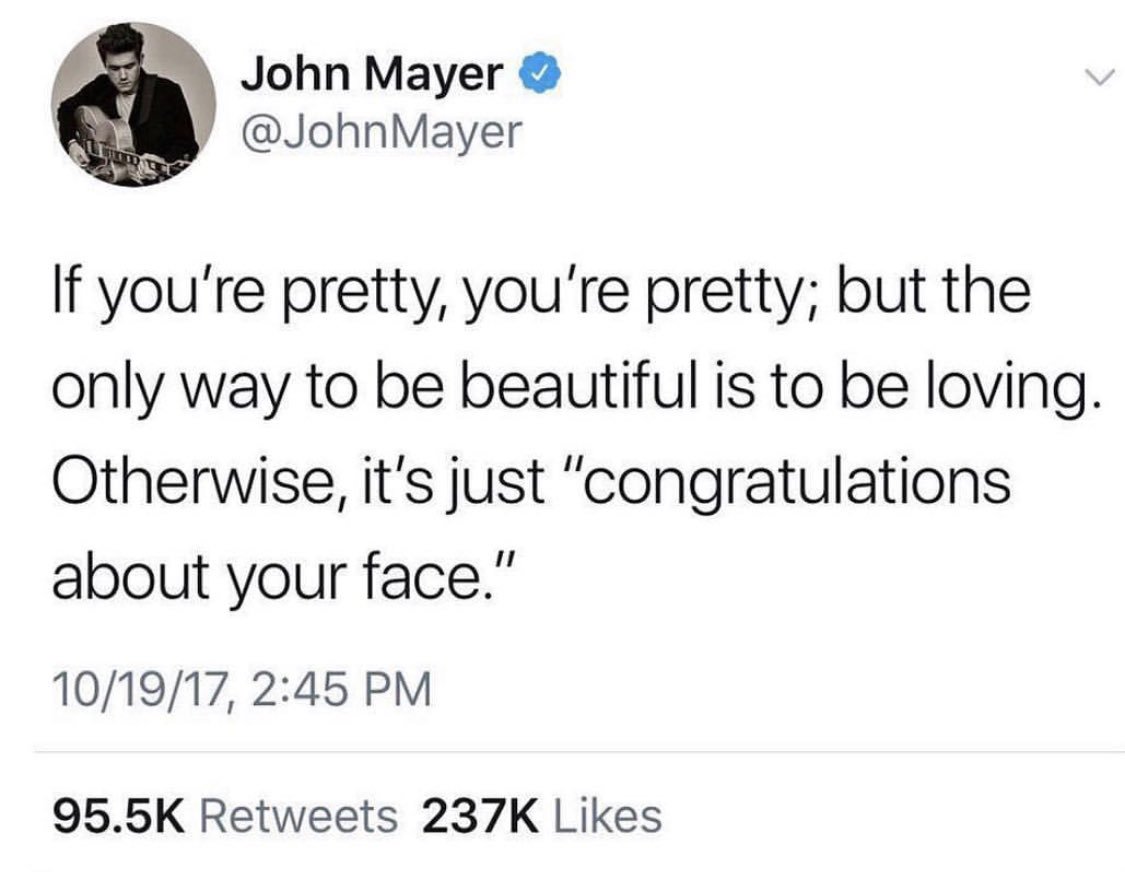 John Mayer
@JohnMayer
If you're pretty, you're pretty; but the
only way to be beautiful is to be loving.
Otherwise, it's just "congratulations
about your face."
10/19/17, 2:45 PM
95.5K Retweets 237K Likes